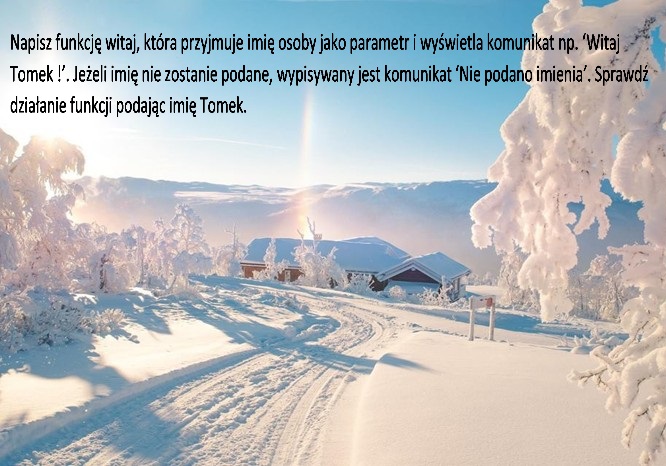 Napisz funkcję witaj, która przyjmuje imię osoby jako parametr i wyświetla komunikat np. ‘Witaj
Tomek !’. Jeżeli imię nie zostanie podane, wypisywany jest komunikat ‘Nie podano imienia’. Sprawdź
działanie funkcji podając imię Tomek.